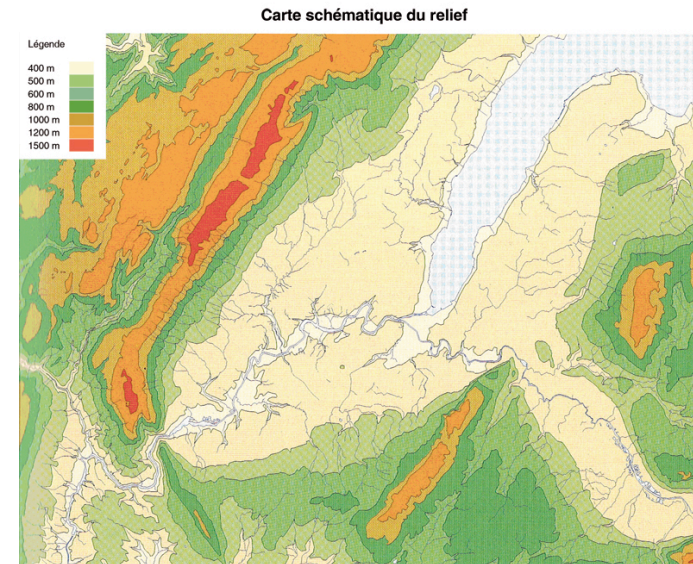 Carte schématique du relief
Légende
400 m
500 m
600 m
800 m
1000 m
1200 m
1500 m